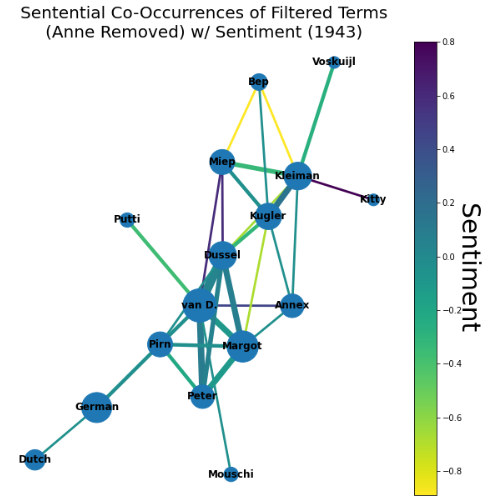 Sentential Co-Occurrences of Filtered Terms
(Anne Removed) w/ Sentiment (1943)
Voskuijl
Bep
Miep
Kleiman
Kitty
Putti
Kugler
Dussel
van D.
Annex
Pirn
Margot
Peter
German
Dutch
Mouschi
0.8
0.6
0.4
0.2
0.0
−0.2
−0.4
−0.6
−0.8
Sentiment